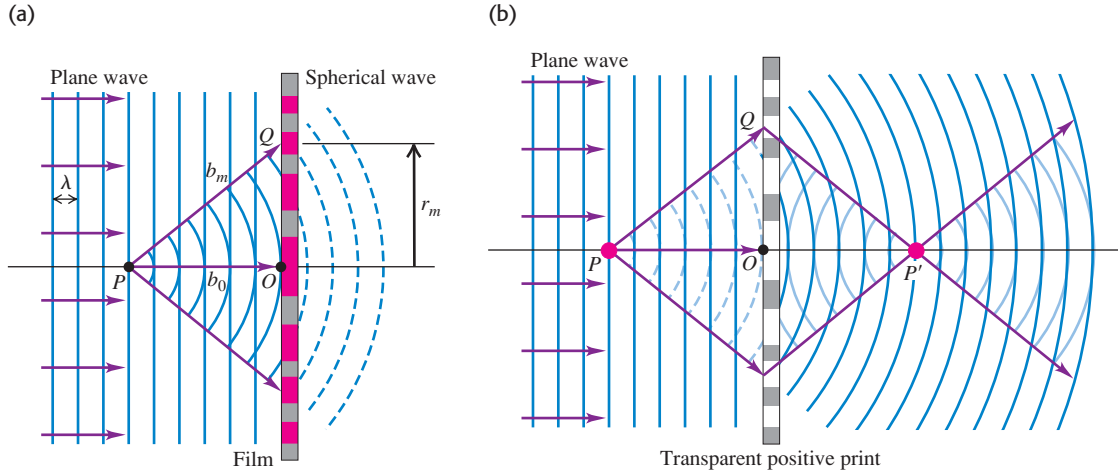 (a)
Plane wave
Spherical wave
Q
b_m
λ
r_m
P
b_0
O
Film
(b)
Plane wave
Q
P
O
P′
Transparent positive print